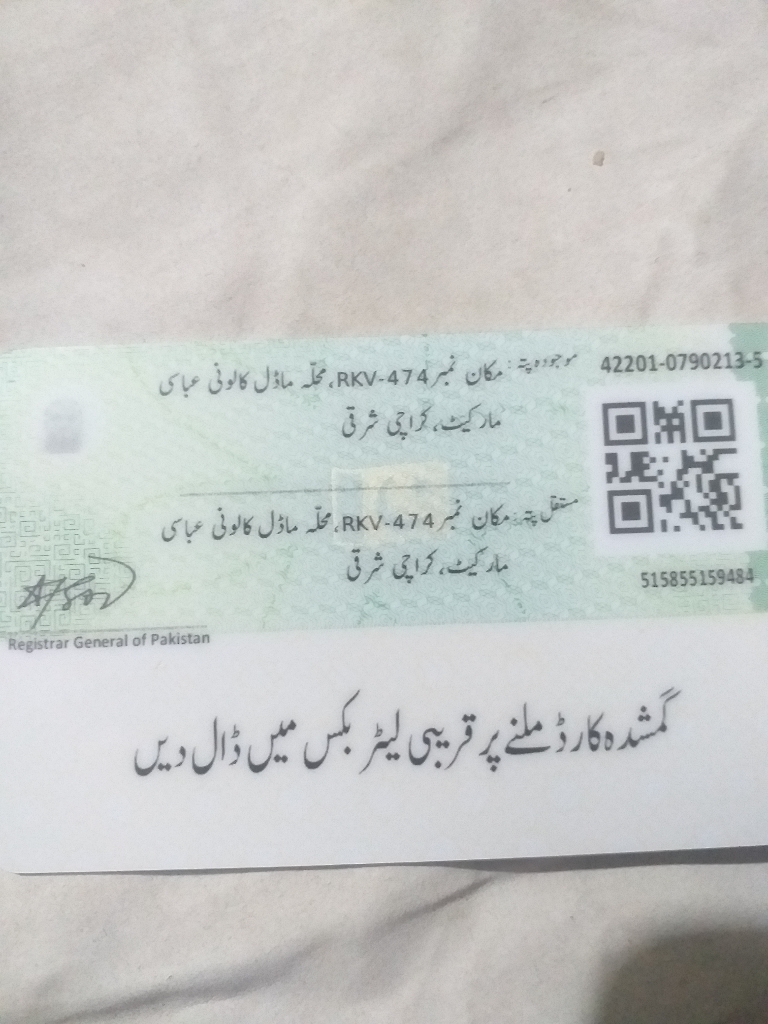 42201-0790213-5
موجودہ پتہ: مکان نمبر RKV-474، محلّہ ماڈل کالونی عباسی
مارکیٹ، کراچی شرقی
مستقل پتہ: مکان نمبر RKV-474، محلّہ ماڈل کالونی عباسی
مارکیٹ، کراچی شرقی
515855159484
Registrar General of Pakistan
گمشدہ کارڈ ملنے پر قریبی لیٹر بکس میں ڈال دیں